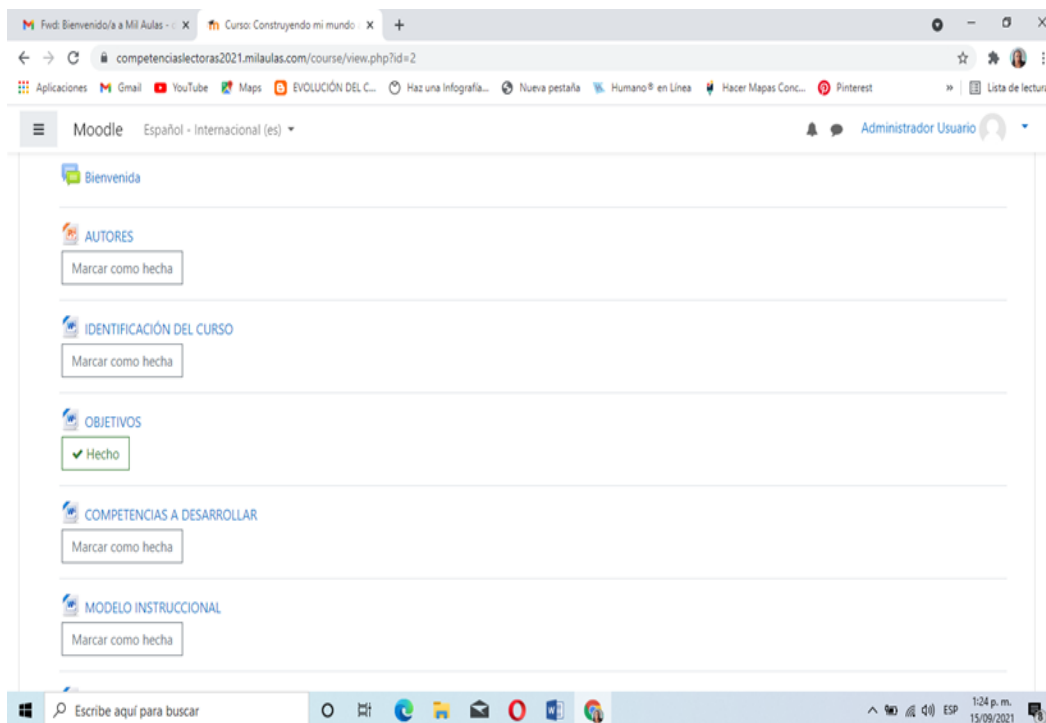 Fwd: Bienvenido/a a Mil Aulas -
Curso: Construyendo mi mundo
competenciaslectoras2021.milaulas.com/course/view.php?id=2
Aplicaciones Gmail YouTube Maps EVOLUCIÓN DEL C... Haz una Infografía... Nueva pestaña Humano® en Línea Hacer Mapas Conc... Pinterest » Lista de lectura
Moodle Español - Internacional (es) Administrador Usuario
Bienvenida
AUTORES
Marcar como hecha
IDENTIFICACIÓN DEL CURSO
Marcar como hecha
OBJETIVOS
Hecho
COMPETENCIAS A DESARROLLAR
Marcar como hecha
MODELO INSTRUCCIONAL
Marcar como hecha
Escribe aquí para buscar ESP 1:24 p. m.
15/09/2021